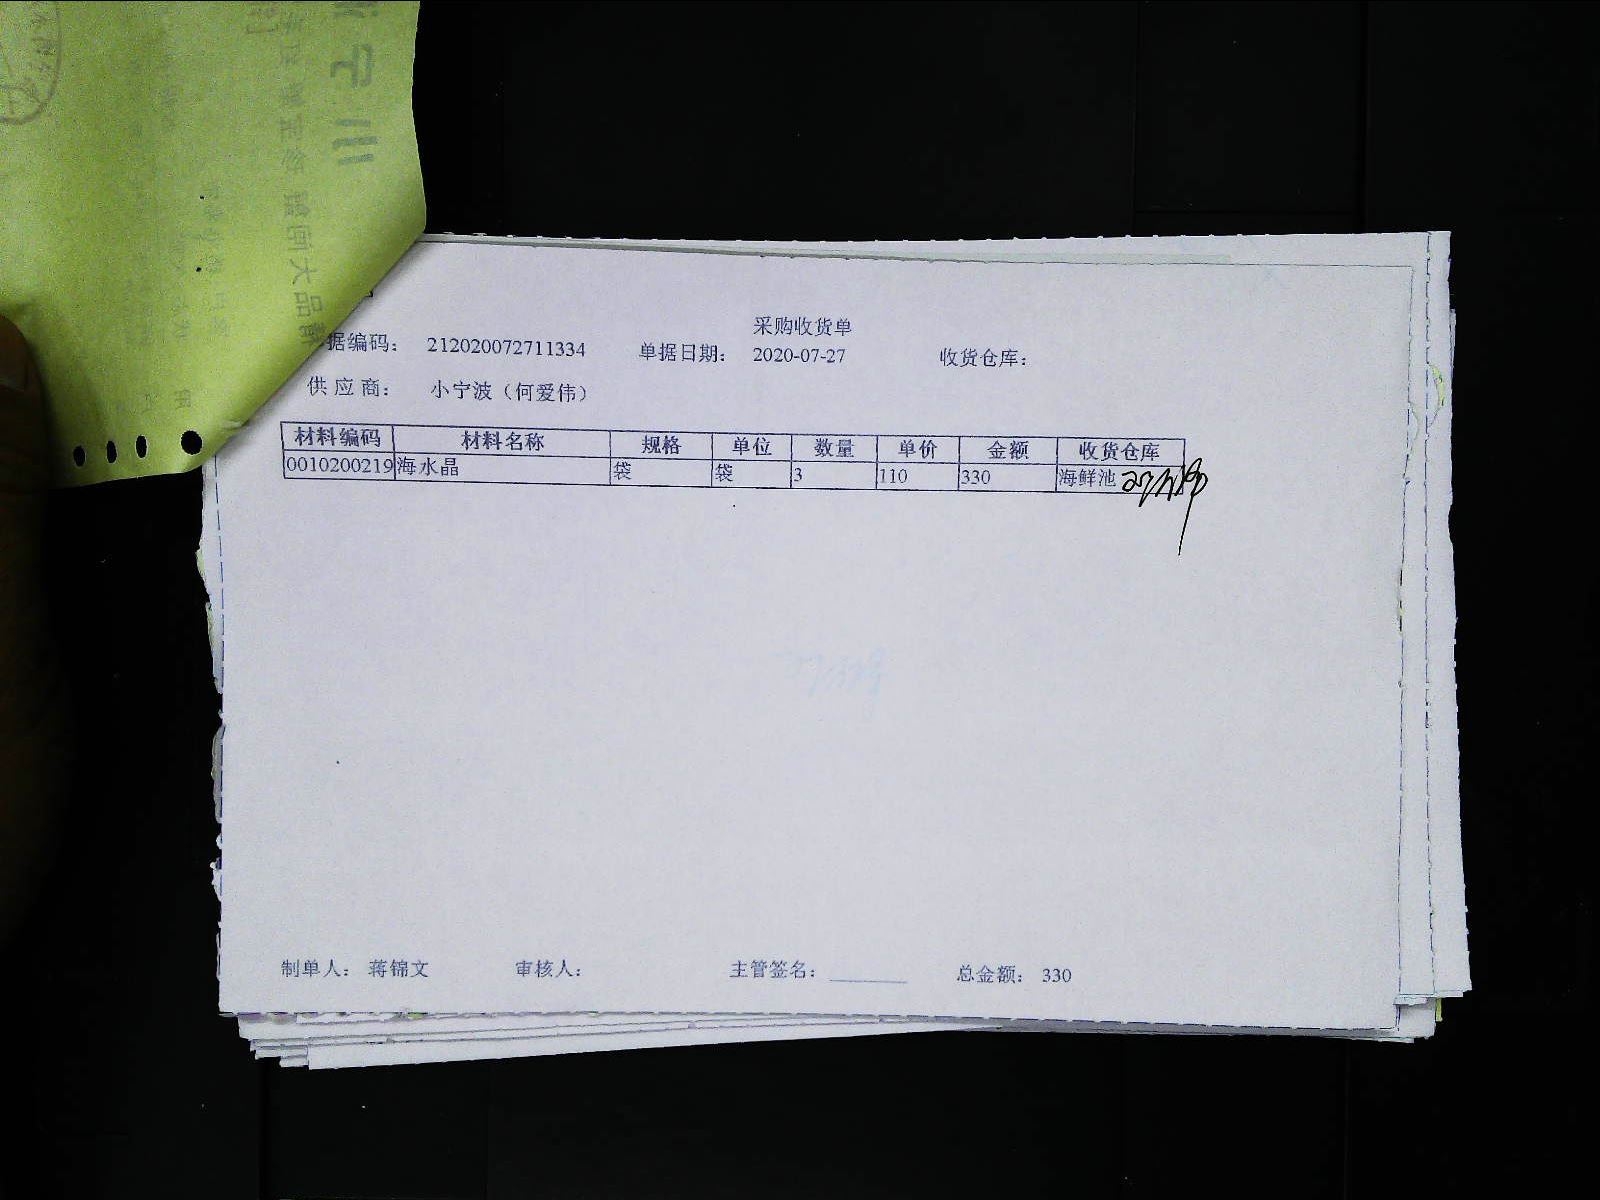 采购收货单
据编码： 212020072711334 单据日期： 2020-07-27 收货仓库：
供应商： 小宁波（何爱伟）
材料编码 材料名称 规格 单位 数量 单价 金额 收货仓库
0010200219 海水晶 袋 袋 3 110 330 海鲜池
制单人： 蒋锦文 审核人： 主管签名： 总金额： 330